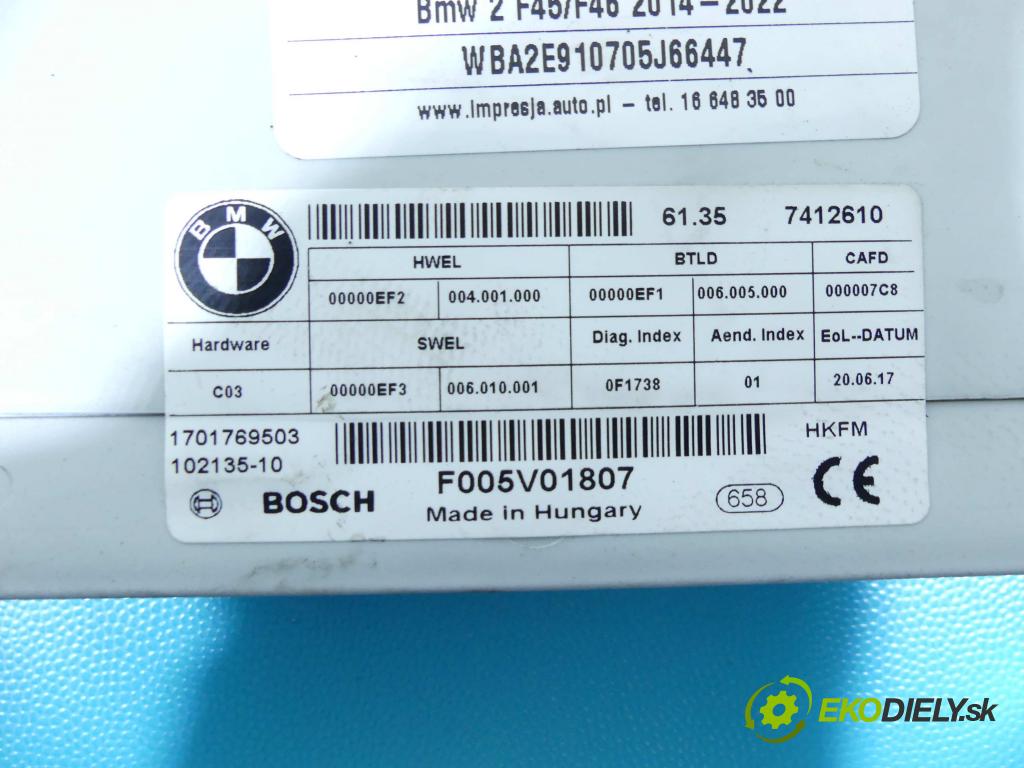 Bmw 2 F45/F46 2014-2022
WBA2E910705J66447
www.impresja.auto.pl – tel. 16 648 35 00
BMW
61.35 7412610
HWEL BTLD CAFD
00000EF2 004.001.000 00000EF1 006.005.000 000007C8
Hardware SWEL Diag. Index Aend. Index EoL--DATUM
C03 00000EF3 006.010.001 0F1738 01 20.06.17
1701769503
102135-10
HKFM
F005V01807
BOSCH
Made in Hungary
658
CE
EKODIELY.sk